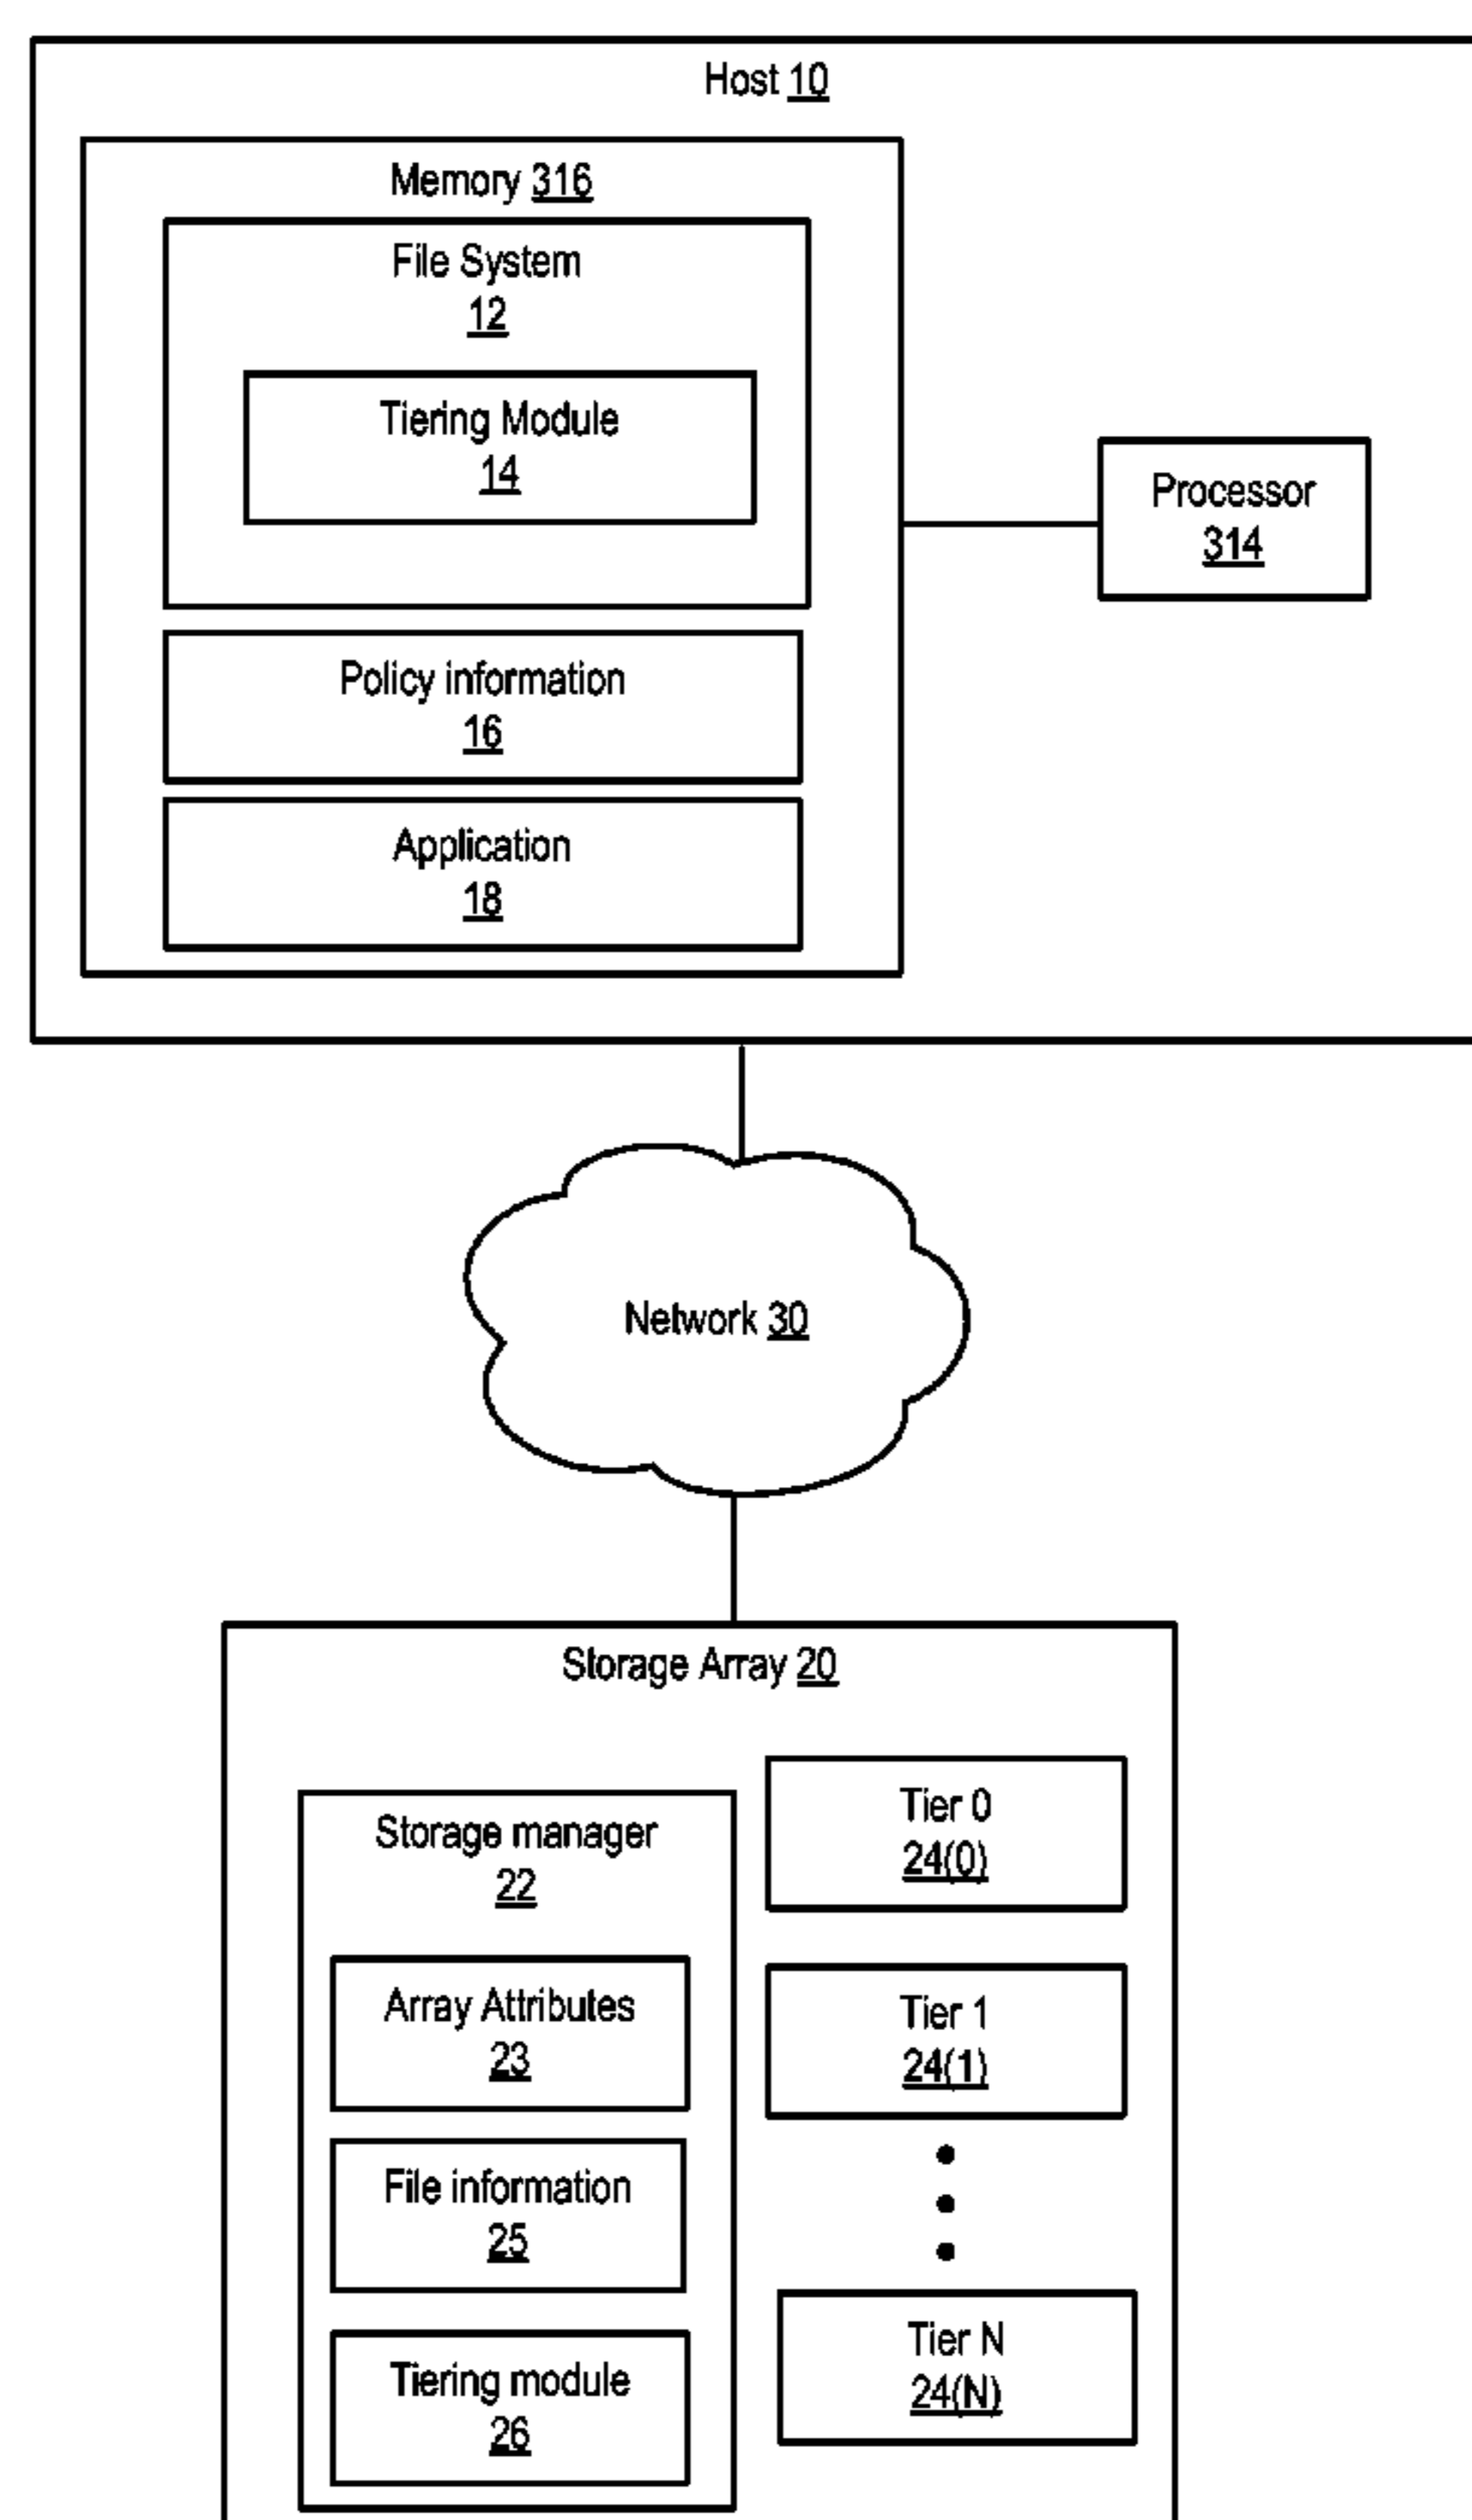 Host 10
Memory 316
File System
12
Tiering Module
14
Processor
314
Policy information
16
Application
18
Network 30
Storage Array 20
Storage manager
22
Array Attributes
23
File information
25
Tiering module
26
Tier 0
24(0)
Tier 1
24(1)
Tier N
24(N)